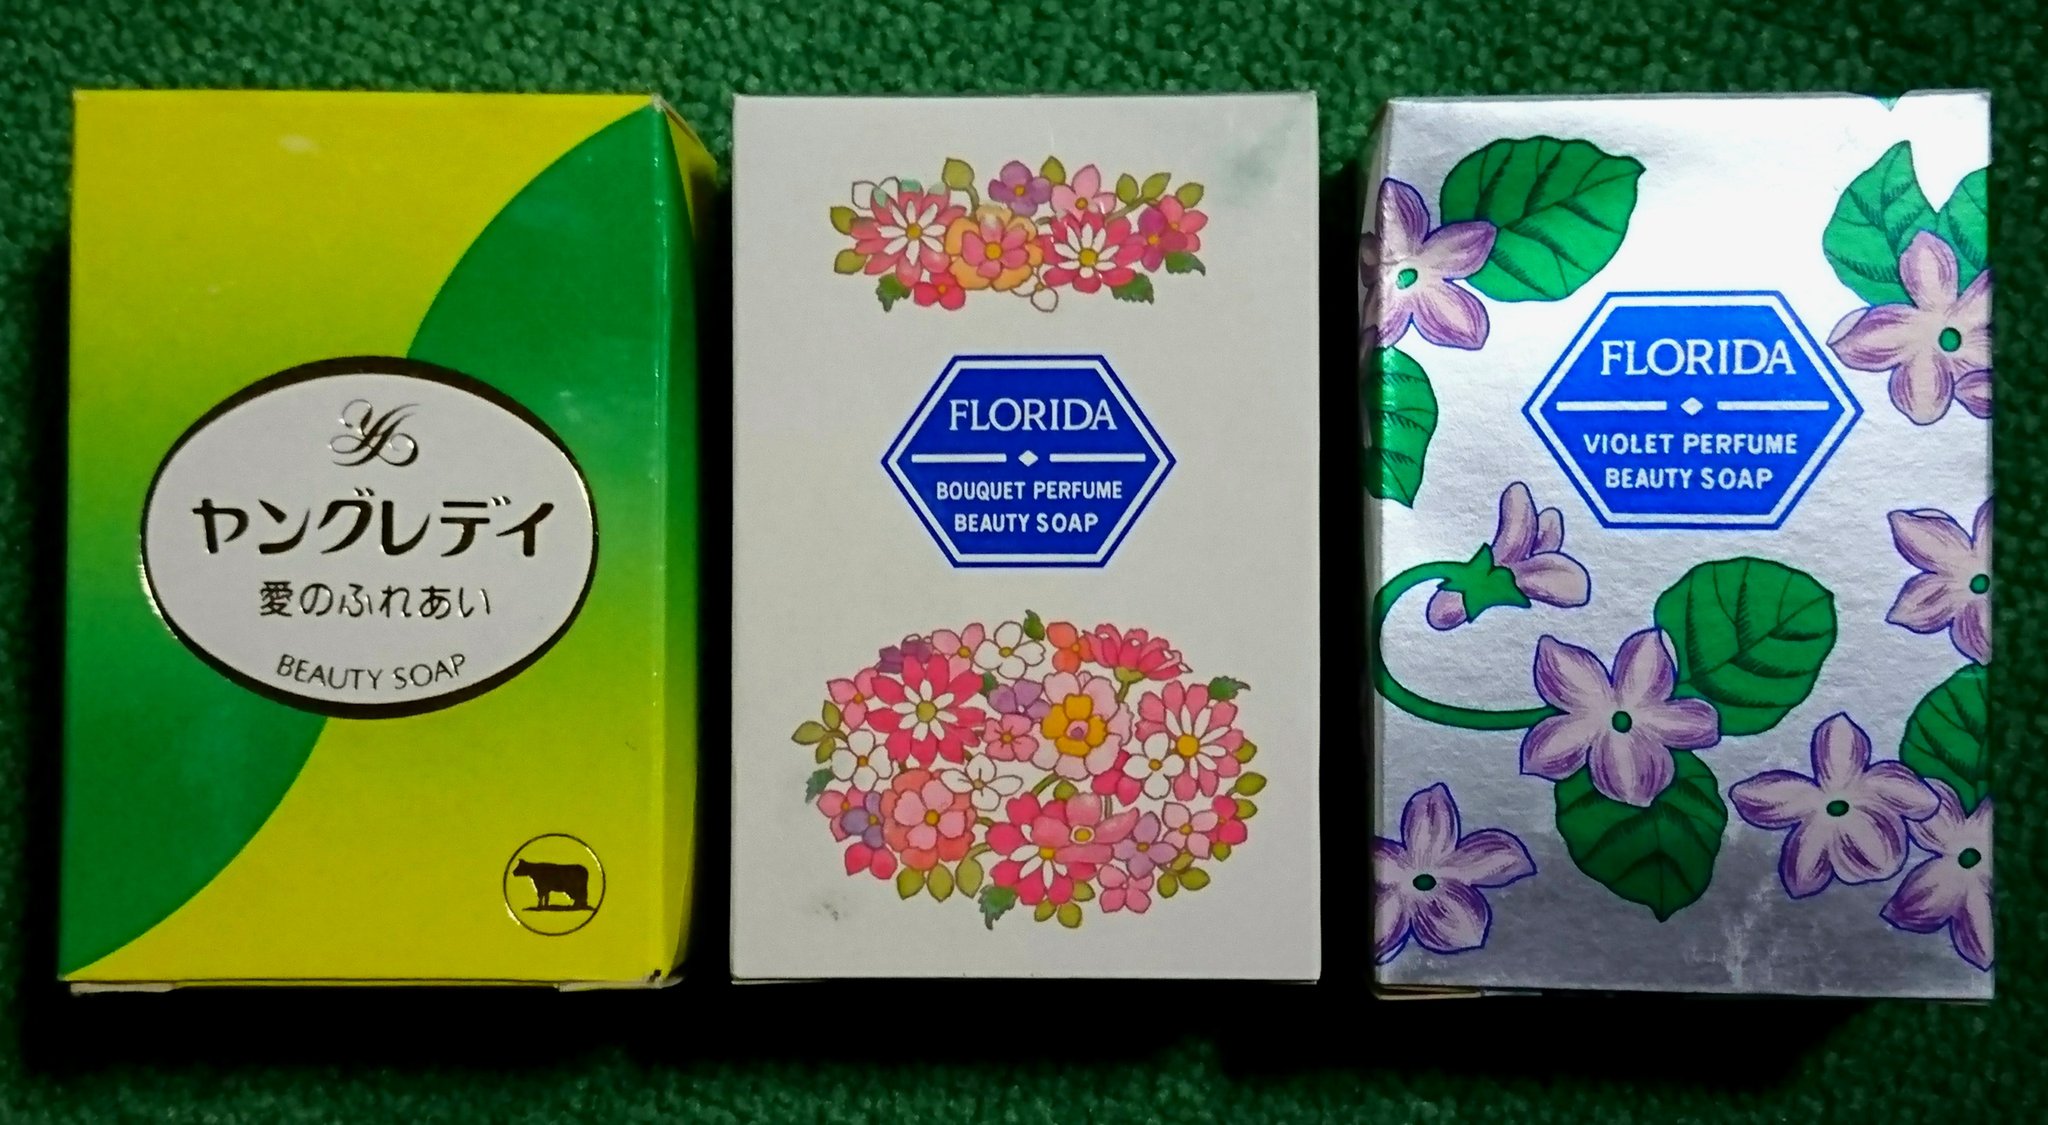 ヤングレディ
愛のふれあい
BEAUTY SOAP
FLORIDA
BOUQUET PERFUME
BEAUTY SOAP
FLORIDA
VIOLET PERFUME
BEAUTY SOAP